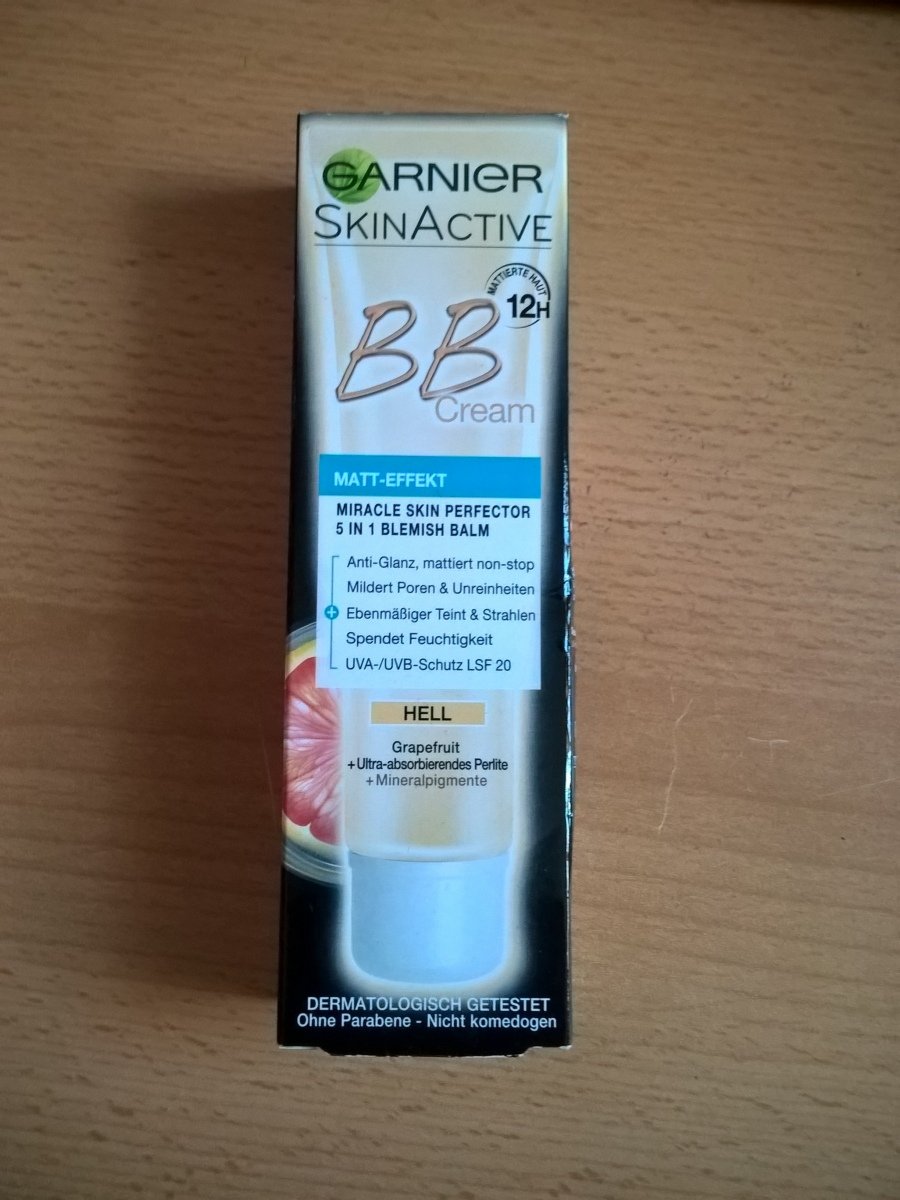 GARNIER
SKINACTIVE
MATTIERTE HAUT
12H
BB
Cream
MATT-EFFEKT
MIRACLE SKIN PERFECTOR
5 IN 1 BLEMISH BALM
Anti-Glanz, mattiert non-stop
Mildert Poren & Unreinheiten
+ Ebenmäßiger Teint & Strahlen
Spendet Feuchtigkeit
UVA-/UVB-Schutz LSF 20
HELL
Grapefruit
+ Ultra-absorbierendes Perlite
+ Mineralpigmente
DERMATOLOGISCH GETESTET
Ohne Parabene - Nicht komedogen